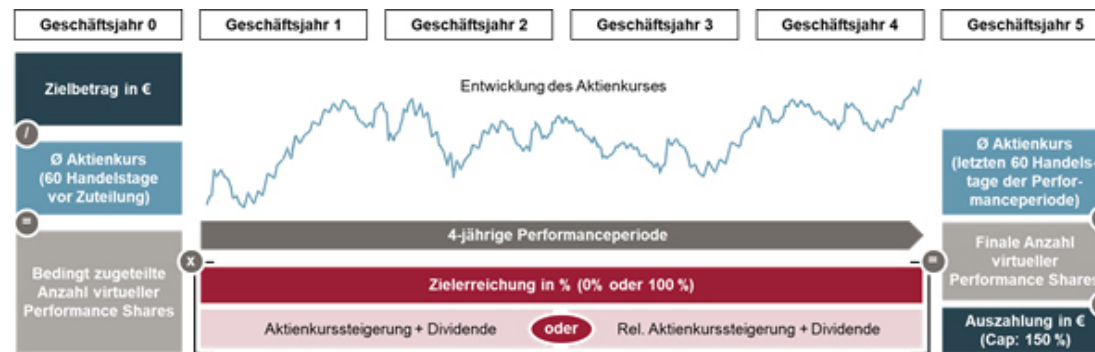 Geschäftsjahr 0
Geschäftsjahr 1
Geschäftsjahr 2
Geschäftsjahr 3
Geschäftsjahr 4
Geschäftsjahr 5
Zielbetrag in €
/
Ø Aktienkurs
(60 Handelstage
vor Zuteilung)
=
Bedingt zugeteilte
Anzahl virtueller
Performance Shares
x
Entwicklung des Aktienkurses
4-jährige Performanceperiode
Zielerreichung in % (0% oder 100 %)
Aktienkurssteigerung + Dividende
oder
Rel. Aktienkurssteigerung + Dividende
=
Ø Aktienkurs
(letzten 60 Handels-
tage der Perfor-
manceperiode)
Finale Anzahl
virtueller
Performance Shares
Auszahlung in €
(Cap: 150 %)